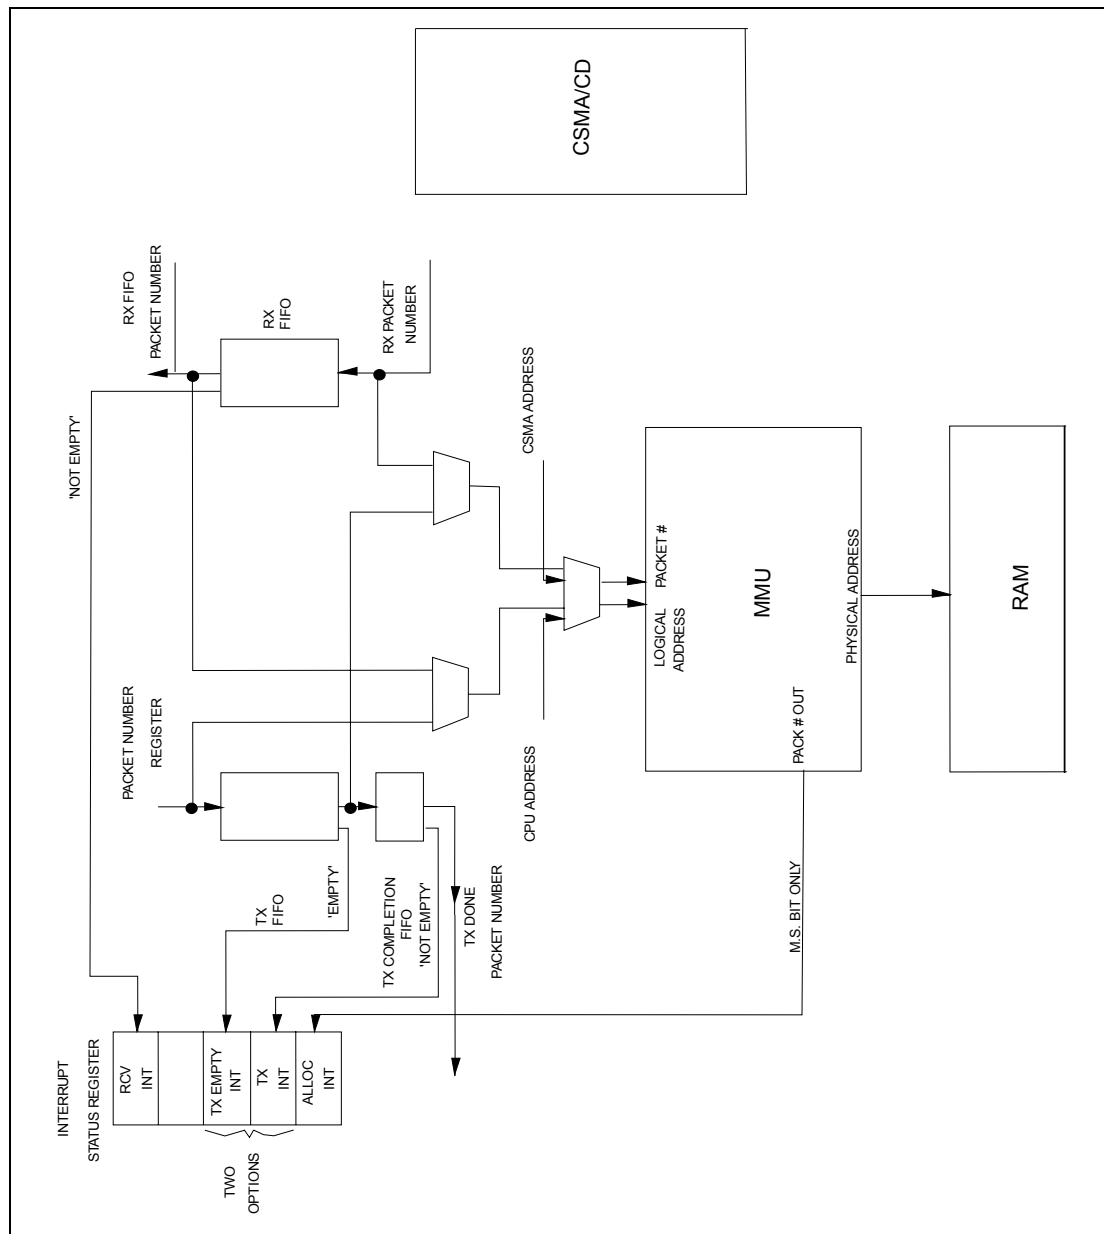 INTERRUPT
STATUS REGISTER
RCV
INT
TX EMPTY
INT
TX
INT
ALLOC
INT
TWO
OPTIONS
'NOT EMPTY'
PACKET NUMBER
REGISTER
TX
FIFO
'EMPTY'
TX COMPLETION
FIFO
'NOT EMPTY'
TX DONE
PACKET NUMBER
RX FIFO
PACKET NUMBER
RX
FIFO
RX PACKET
NUMBER
CPU ADDRESS
CSMA ADDRESS
LOGICAL
ADDRESS
PACKET #
MMU
PACK # OUT
PHYSICAL ADDRESS
M.S. BIT ONLY
RAM
CSMA/CD